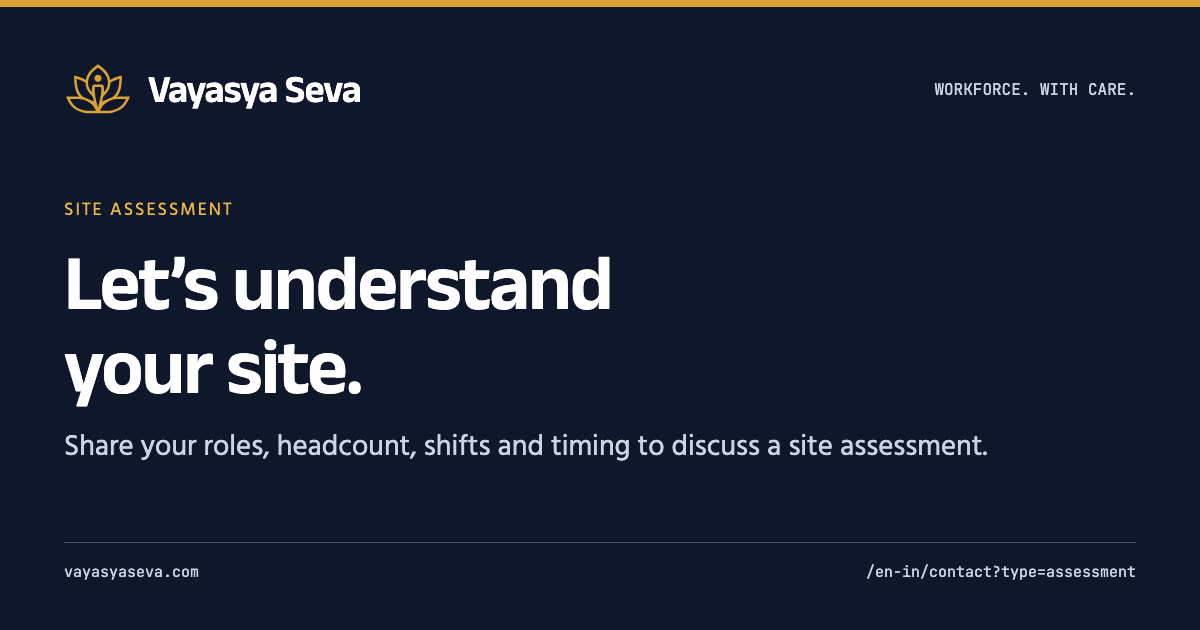 Vayasya Seva
WORKFORCE. WITH CARE.
SITE ASSESSMENT
Let’s understand
your site.
Share your roles, headcount, shifts and timing to discuss a site assessment.
vayasyaseva.com
/en-in/contact?type=assessment